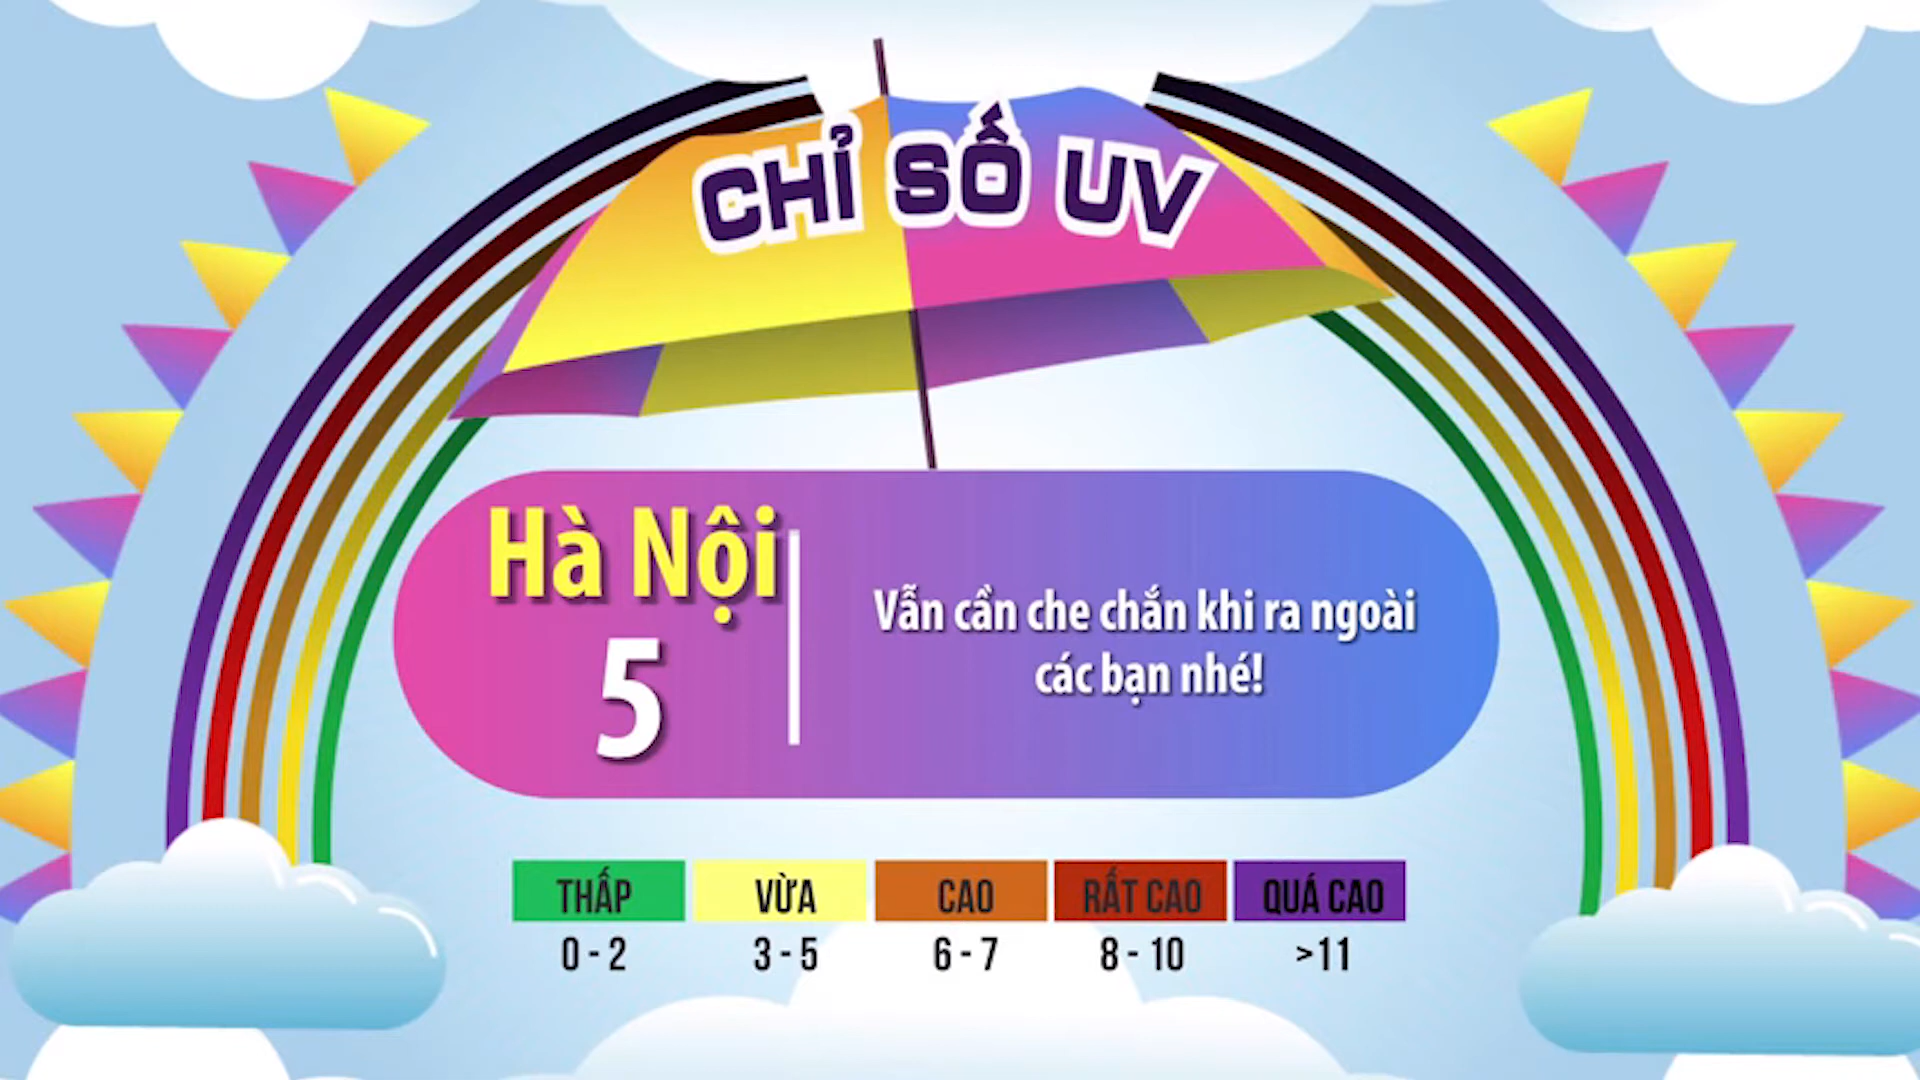 CHỈ SỐ UV
Hà Nội
5
Vẫn cần che chắn khi ra ngoài
các bạn nhé!
THẤP VỪA CAO RẤT CAO QUÁ CAO
0 - 2 3 - 5 6 - 7 8 - 10 >11